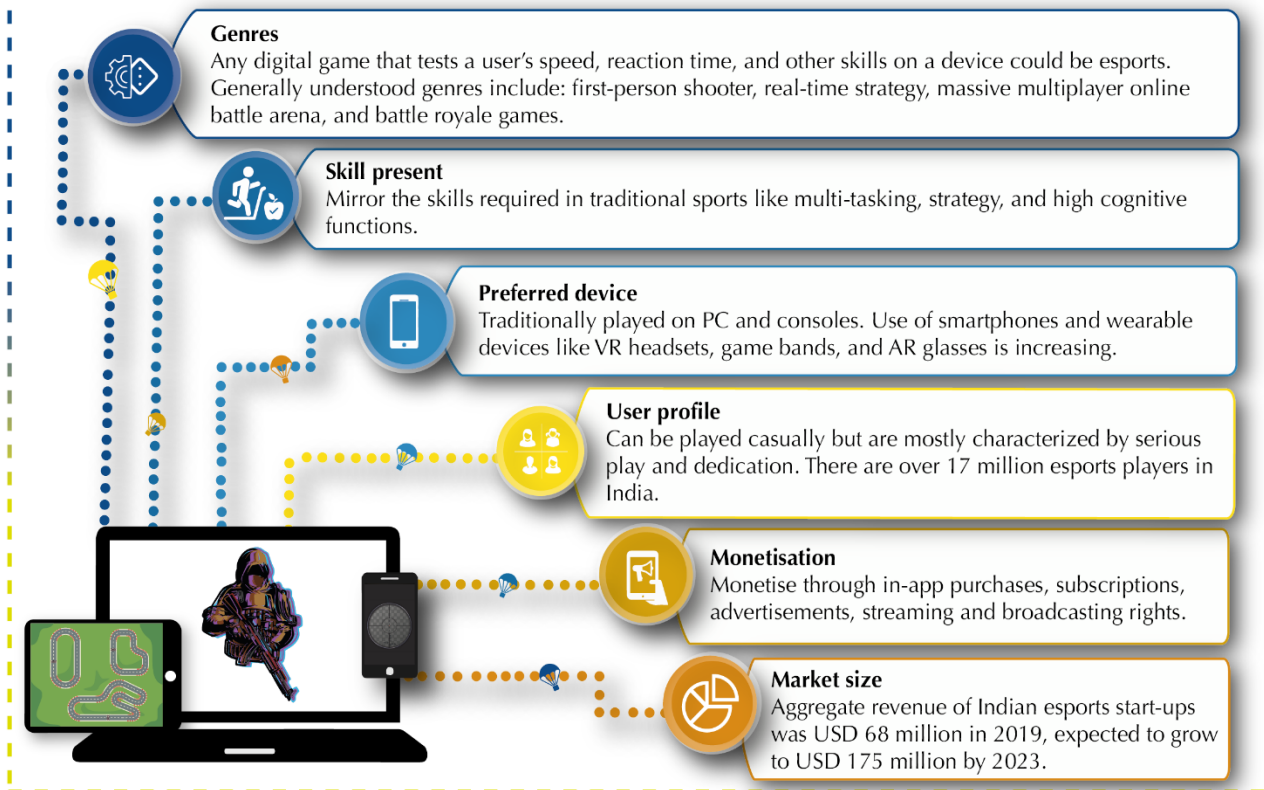 Genres
Any digital game that tests a user's speed, reaction time, and other skills on a device could be esports.
Generally understood genres include: first-person shooter, real-time strategy, massive multiplayer online
battle arena, and battle royale games.
Skill present
Mirror the skills required in traditional sports like multi-tasking, strategy, and high cognitive
functions.
Preferred device
Traditionally played on PC and consoles. Use of smartphones and wearable
devices like VR headsets, game bands, and AR glasses is increasing.
User profile
Can be played casually but are mostly characterized by serious
play and dedication. There are over 17 million esports players in
India.
Monetisation
Monetise through in-app purchases, subscriptions,
advertisements, streaming and broadcasting rights.
Market size
Aggregate revenue of Indian esports start-ups
was USD 68 million in 2019, expected to grow
to USD 175 million by 2023.